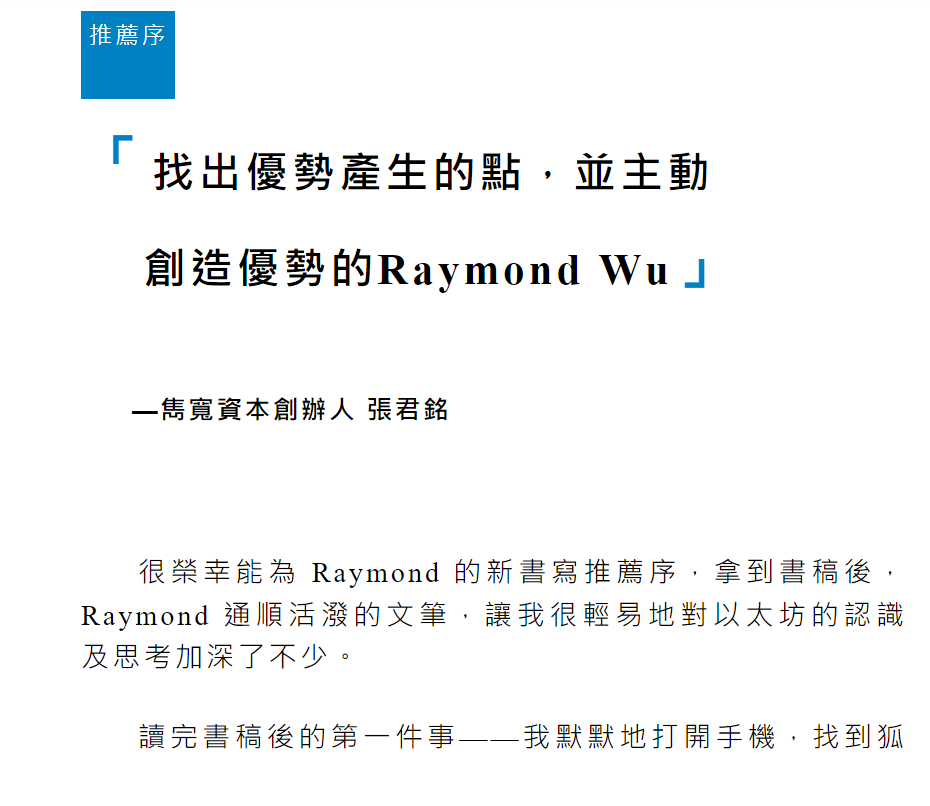 推薦序
「找出優勢產生的點，並主動
創造優勢的Raymond Wu」
—雋寬資本創辦人 張君銘
很榮幸能為 Raymond 的新書寫推薦序，拿到書稿後，
Raymond 通順活潑的文筆，讓我很輕易地對以太坊的認識
及思考加深了不少。
讀完書稿後的第一件事——我默默地打開手機，找到狐